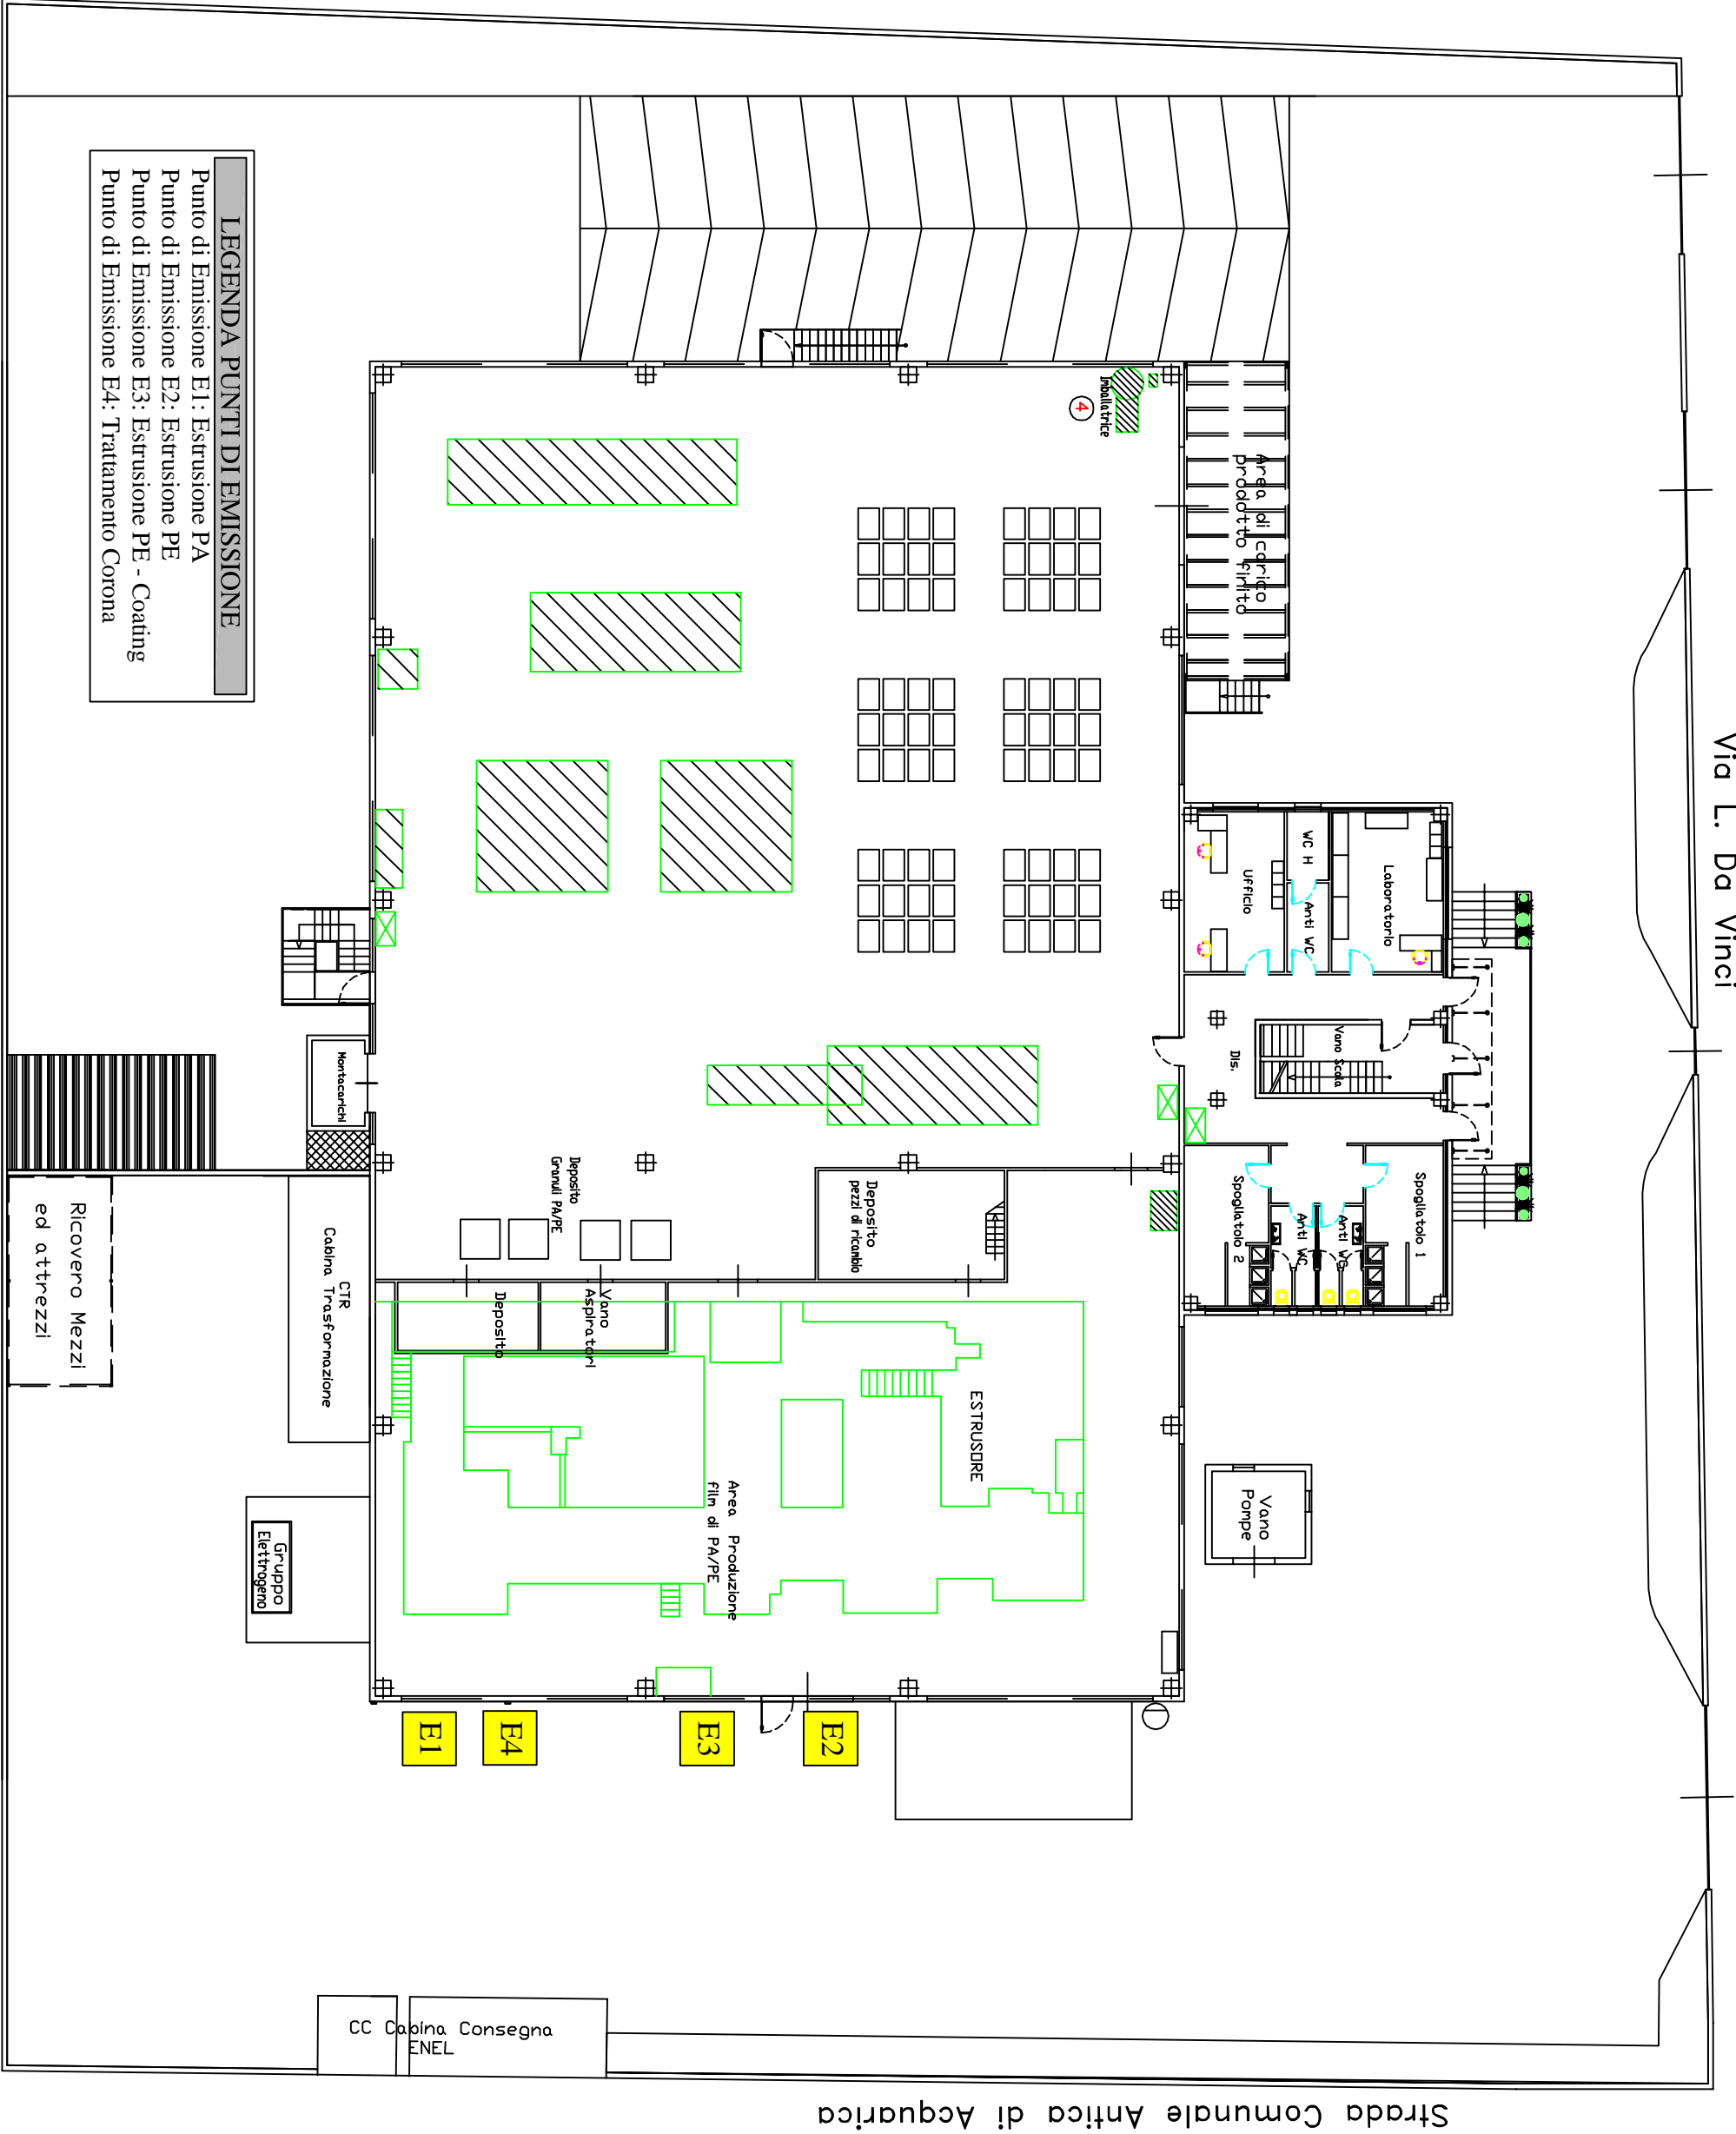 Via L. Da Vinci
LEGENDA PUNTI DI EMISSIONE
Punto di Emissione E1: Estrusione PA
Punto di Emissione E2: Estrusione PE
Punto di Emissione E3: Estrusione PE - Coating
Punto di Emissione E4: Trattamento Corona
Imballatrice
4
Area di carico
prodotto finito
Laboratorio
WC H
Anti WC
Ufficio
Vano Scala
Dis.
Montacarichi
Spogliatoio 1
Anti WC
Anti WC
Spogliatoio 2
Deposito
pezzi di ricambio
Deposito
Granuli PA/PE
Vano
Aspiratori
Deposito
CTR
Cabina Trasformazione
Ricovero Mezzi
ed attrezzi
ESTRUSORE
Area Produzione
film di PA/PE
Vano
Pompe
Gruppo
Elettrogeno
E1
E4
E3
E2
CC Cabina Consegna
ENEL
Strada Comunale Antica di Acquarica